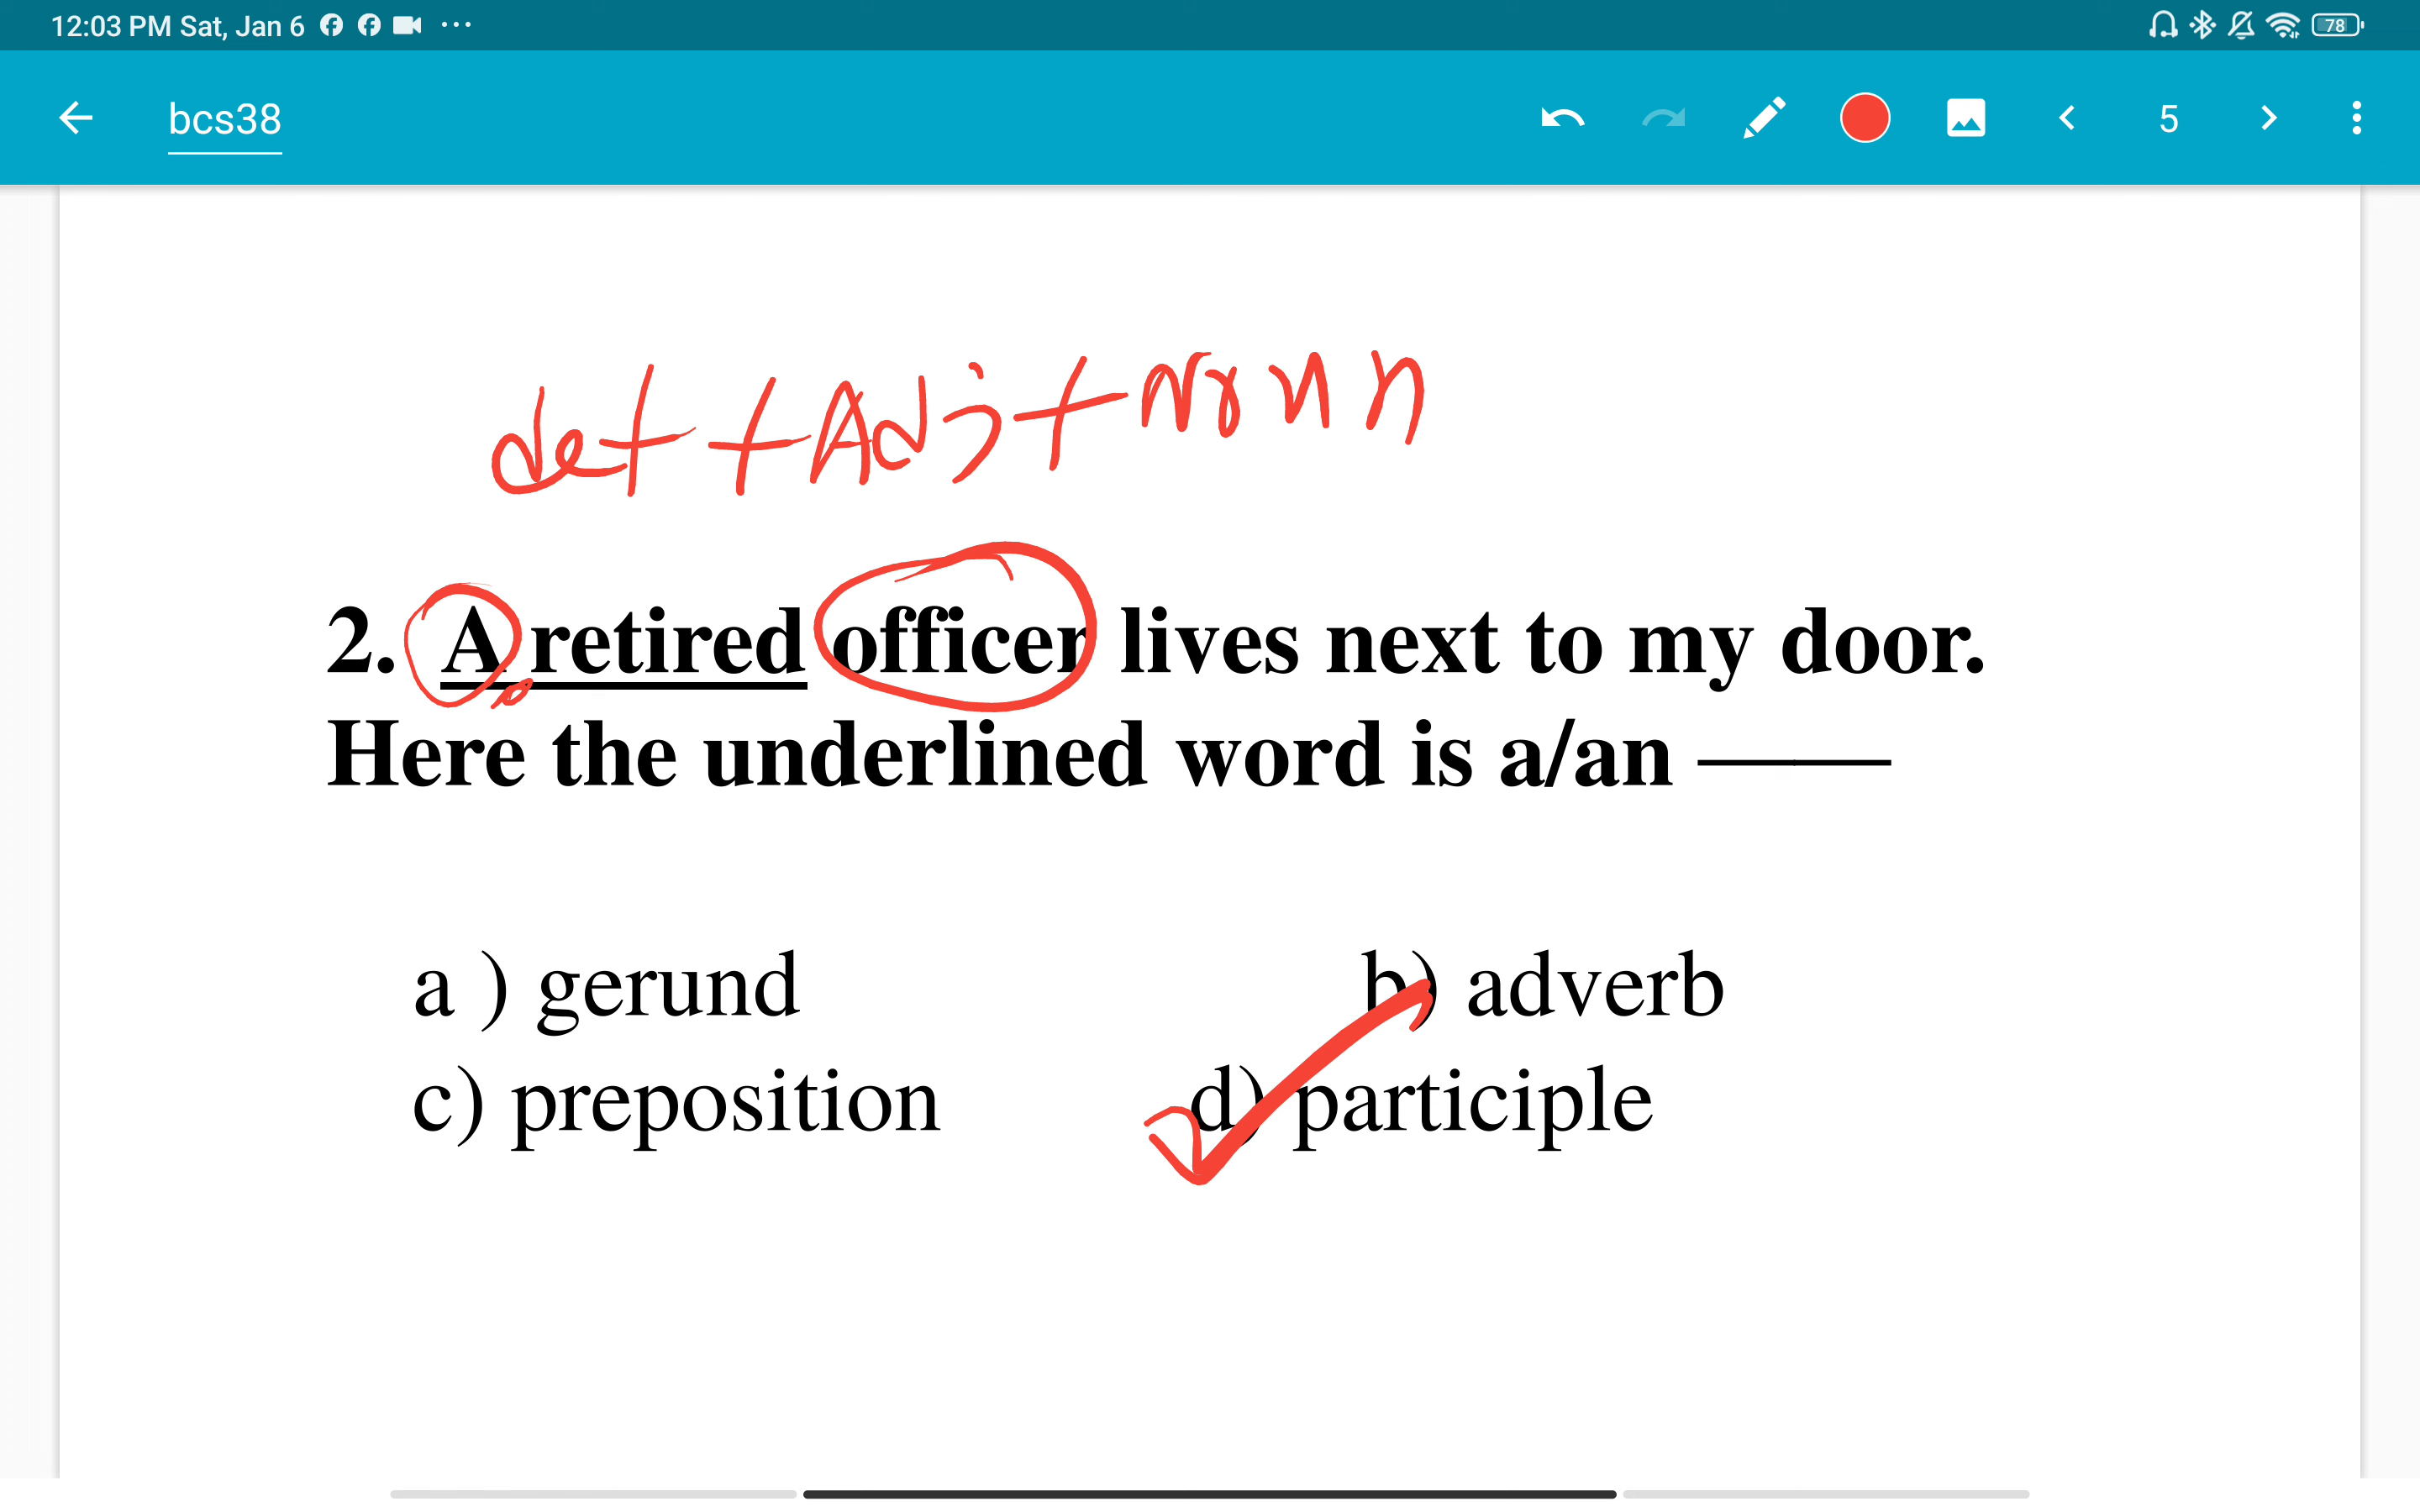 12:03 PM Sat, Jan 6 78
bcs38 5
det + Adj + Noun
2. A retired officer lives next to my door.
Here the underlined word is a/an ———
a ) gerund b) adverb
c) preposition d) participle